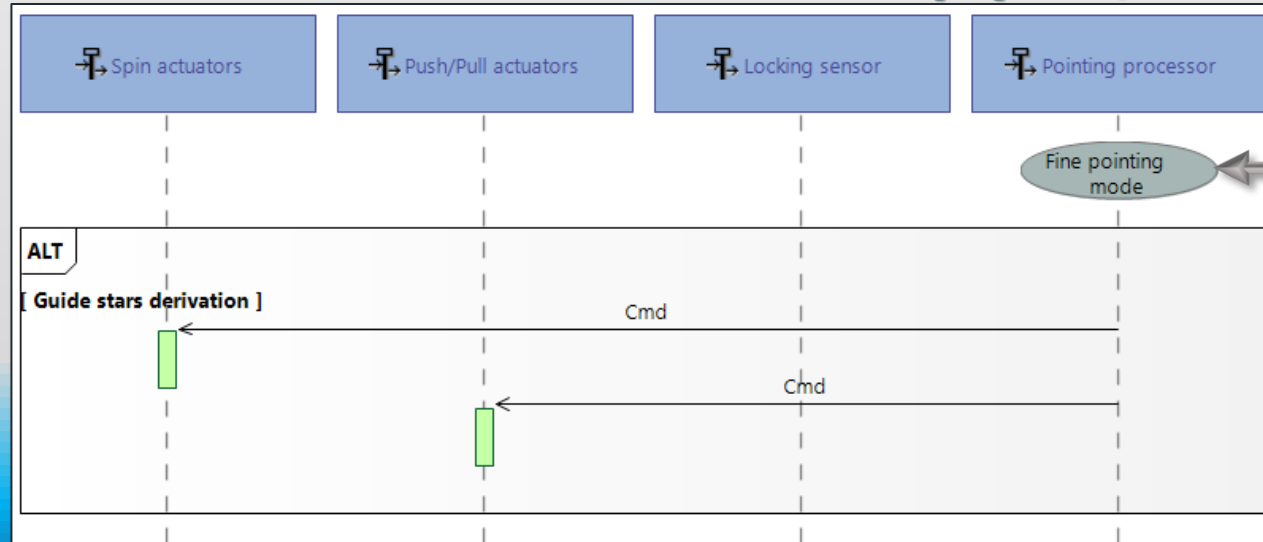 Spin actuators
Push/Pull actuators
Locking sensor
Pointing processor
Fine pointing
mode
ALT
[ Guide stars derivation ]
Cmd
Cmd